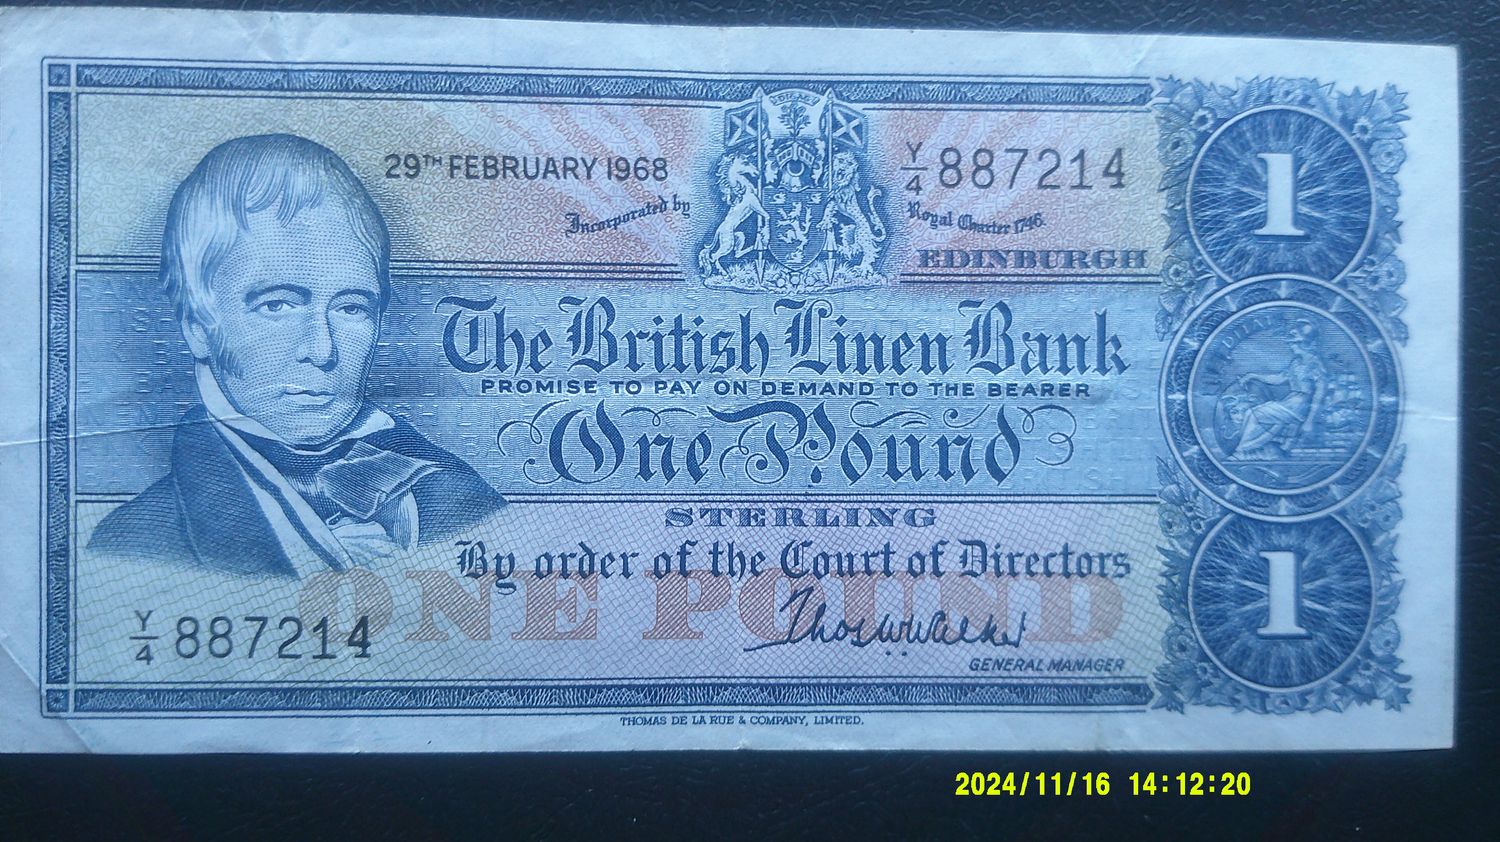 29TH FEBRUARY 1968
Y/4 887214
Incorporated by
Royal Charter 1746.
EDINBURGH
The British Linen Bank
PROMISE TO PAY ON DEMAND TO THE BEARER
One Pound
STERLING
By order of the Court of Directors
ONE POUND
Thos W Walker
GENERAL MANAGER
Y/4 887214
1
1
THOMAS DE LA RUE & COMPANY, LIMITED.
2024/11/16 14:12:20